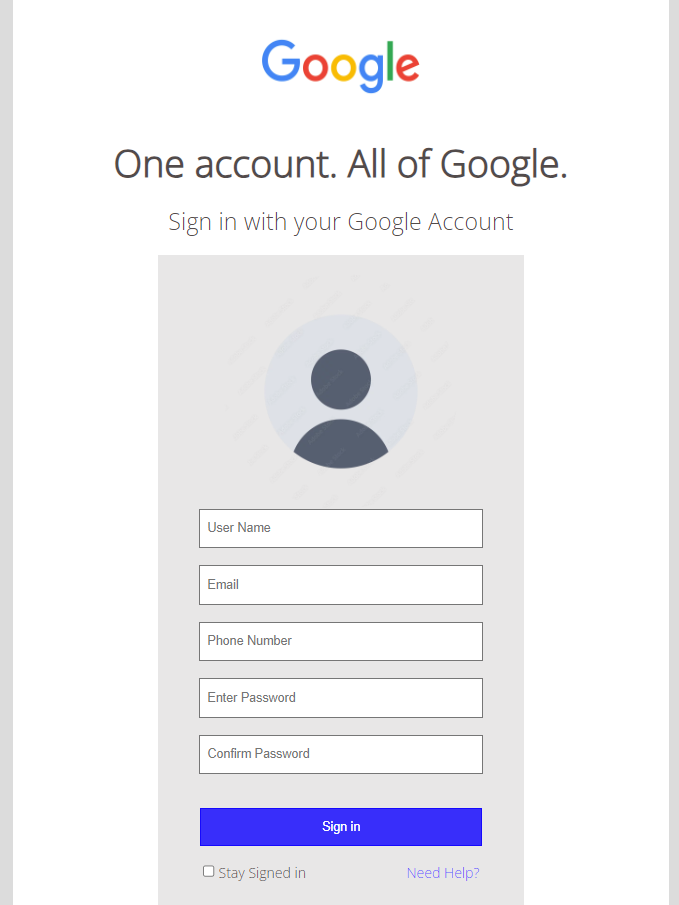 Google
One account. All of Google.
Sign in with your Google Account
User Name
Email
Phone Number
Enter Password
Confirm Password
Sign in
Stay Signed in Need Help?